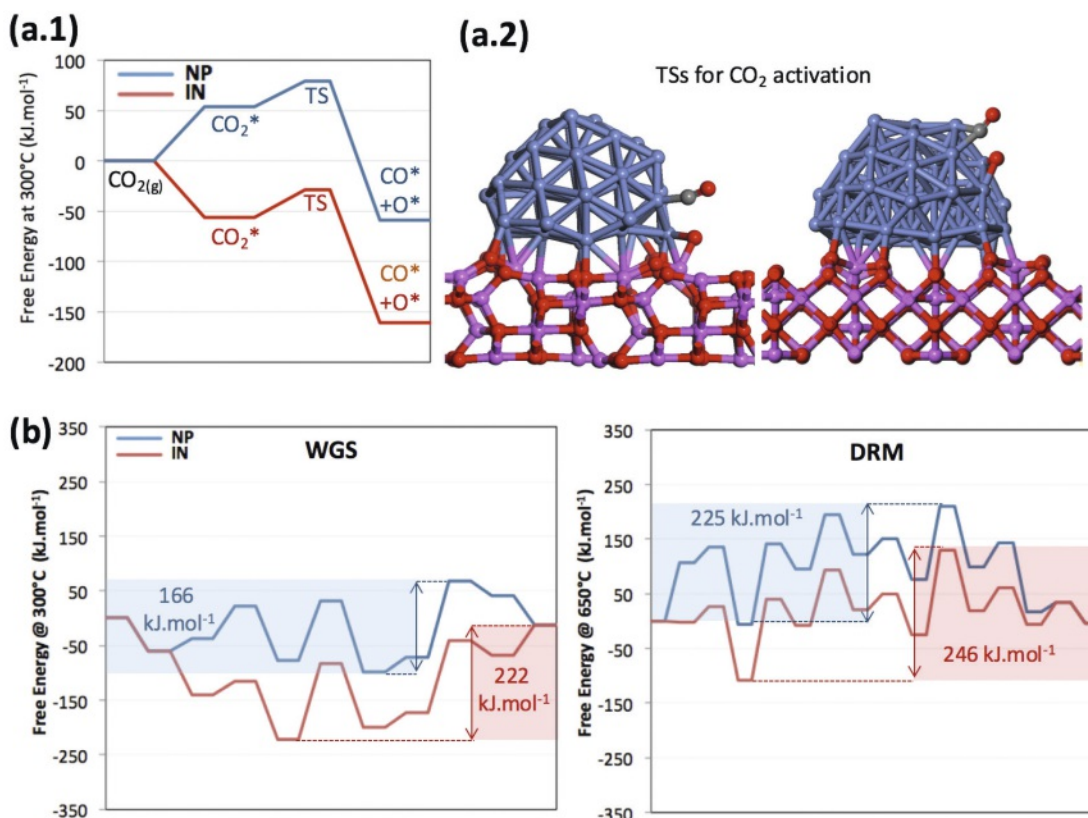 (a.1)
100
50
0
-50
-100
-150
-200
Free Energy at 300°C (kJ.mol⁻¹)
NP
IN
CO₂(g)
CO₂*
TS
CO*
+O*
CO₂*
TS
CO*
+O*
(a.2)
TSs for CO₂ activation
(b)
350
250
150
50
-50
-150
-250
-350
Free Energy @ 300°C (kJ.mol⁻¹)
NP
IN
WGS
166
kJ.mol⁻¹
222
kJ.mol⁻¹
350
250
150
50
-50
-150
-250
-350
Free Energy @ 650°C (kJ.mol⁻¹)
DRM
225 kJ.mol⁻¹
246 kJ.mol⁻¹